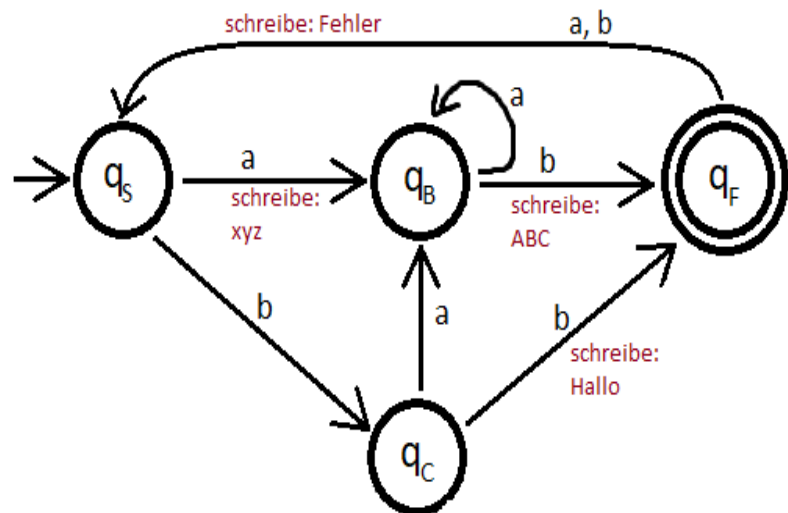 schreibe: Fehler
a, b
a
q_S
a
q_B
b
q_F
schreibe:
xyz
schreibe:
ABC
b
a
b
schreibe:
Hallo
q_C